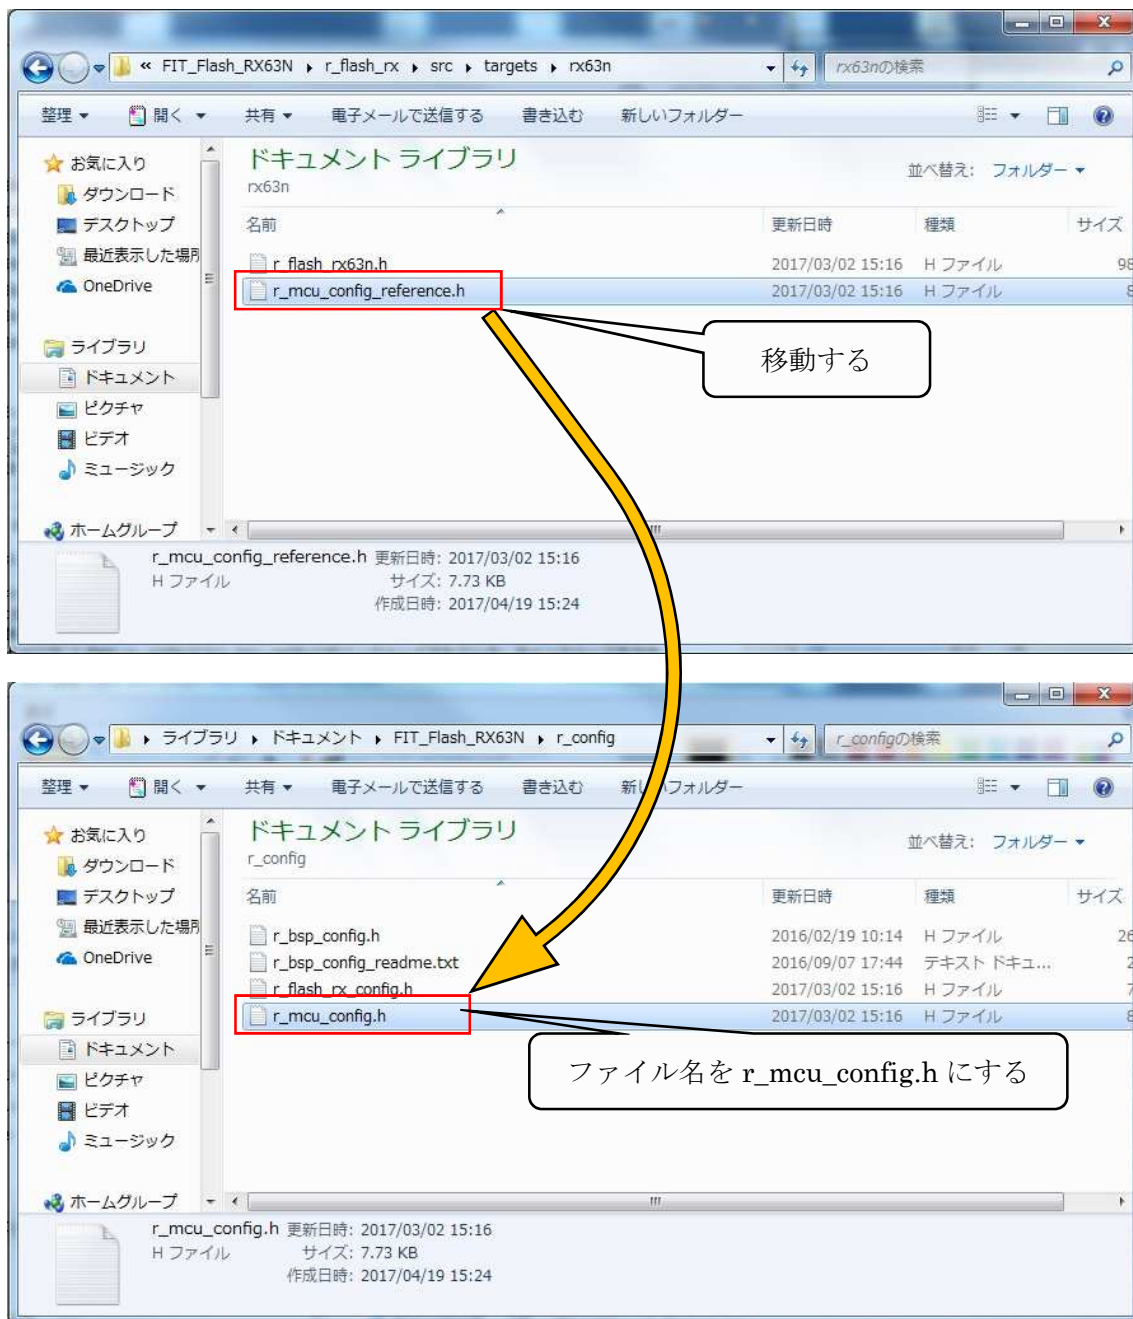 « FIT_Flash_RX63N ▸ r_flash_rx ▸ src ▸ targets ▸ rx63n
rx63nの検索
整理 ▼ 開く ▼ 共有 ▼ 電子メールで送信する 書き込む 新しいフォルダー
お気に入り
ダウンロード
デスクトップ
最近表示した場所
OneDrive
ライブラリ
ドキュメント
ピクチャ
ビデオ
ミュージック
ホームグループ
ドキュメント ライブラリ
rx63n
並べ替え: フォルダー ▼
名前 更新日時 種類 サイズ
r_flash_rx63n.h 2017/03/02 15:16 H ファイル 98
r_mcu_config_reference.h 2017/03/02 15:16 H ファイル 8
移動する
r_mcu_config_reference.h 更新日時: 2017/03/02 15:16
H ファイル サイズ: 7.73 KB
作成日時: 2017/04/19 15:24
▸ ライブラリ ▸ ドキュメント ▸ FIT_Flash_RX63N ▸ r_config
r_configの検索
整理 ▼ 開く ▼ 共有 ▼ 電子メールで送信する 書き込む 新しいフォルダー
お気に入り
ダウンロード
デスクトップ
最近表示した場所
OneDrive
ライブラリ
ドキュメント
ピクチャ
ビデオ
ミュージック
ホームグループ
ドキュメント ライブラリ
r_config
並べ替え: フォルダー ▼
名前 更新日時 種類 サイズ
r_bsp_config.h 2016/02/19 10:14 H ファイル 26
r_bsp_config_readme.txt 2016/09/07 17:44 テキスト ドキュ... 2
r_flash_rx_config.h 2017/03/02 15:16 H ファイル 7
r_mcu_config.h 2017/03/02 15:16 H ファイル 8
ファイル名を r_mcu_config.h にする
r_mcu_config.h 更新日時: 2017/03/02 15:16
H ファイル サイズ: 7.73 KB
作成日時: 2017/04/19 15:24